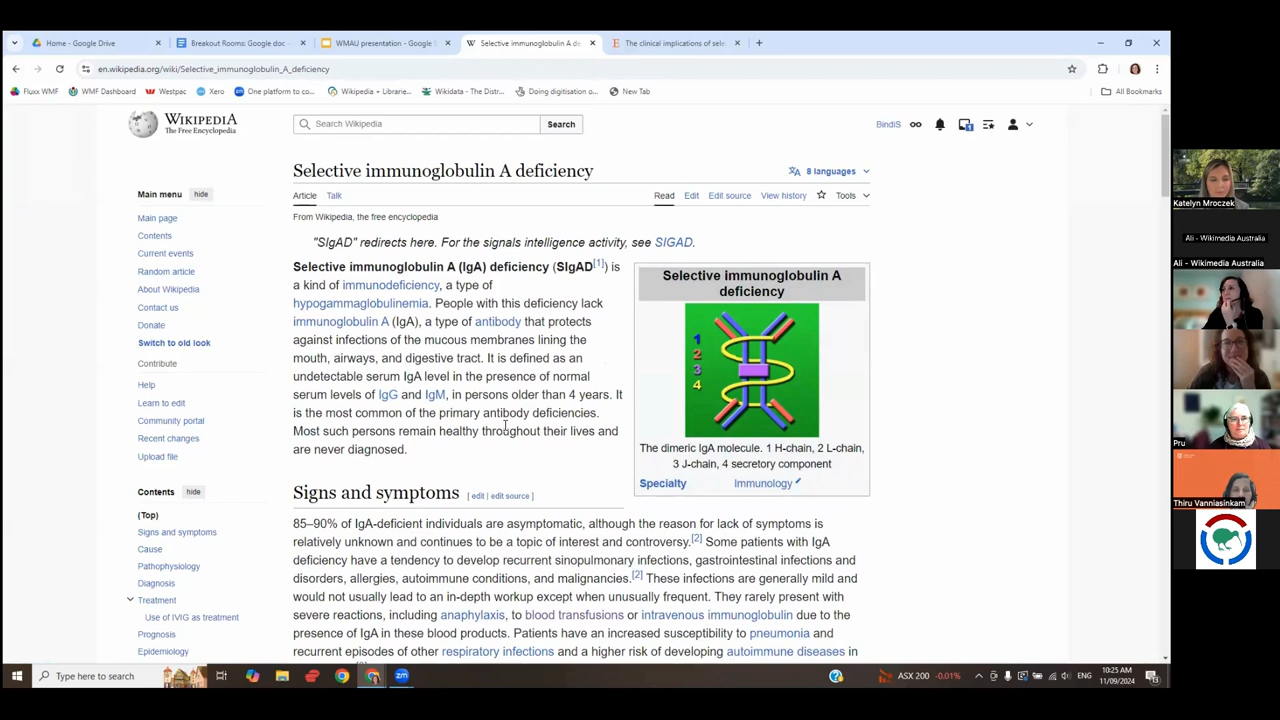 Home - Google Drive
Breakout Rooms: Google doc -
WMAU presentation - Google S
Selective immunoglobulin A de
The clinical implications of sele
en.wikipedia.org/wiki/Selective_immunoglobulin_A_deficiency
Fluxx WMF
WMF Dashboard
Westpac
Xero
One platform to co...
Wikipedia + Librarie...
Wikidata - The Distr...
Doing digitisation o...
New Tab
All Bookmarks
WIKIPEDIA
The Free Encyclopedia
Search Wikipedia
Search
BindiS
1
Selective immunoglobulin A deficiency
8 languages
Article Talk
Read Edit Edit source View history Tools
From Wikipedia, the free encyclopedia
"SIgAD" redirects here. For the signals intelligence activity, see SIGAD.
Main menu hide
Main page
Contents
Current events
Random article
About Wikipedia
Contact us
Donate
Switch to old look
Contribute
Help
Learn to edit
Community portal
Recent changes
Upload file
Contents hide
(Top)
Signs and symptoms
Cause
Pathophysiology
Diagnosis
Treatment
Use of IVIG as treatment
Prognosis
Epidemiology
Selective immunoglobulin A (IgA) deficiency (SIgAD[1]) is
a kind of immunodeficiency, a type of
hypogammaglobulinemia. People with this deficiency lack
immunoglobulin A (IgA), a type of antibody that protects
against infections of the mucous membranes lining the
mouth, airways, and digestive tract. It is defined as an
undetectable serum IgA level in the presence of normal
serum levels of IgG and IgM, in persons older than 4 years. It
is the most common of the primary antibody deficiencies.
Most such persons remain healthy throughout their lives and
are never diagnosed.
Selective immunoglobulin A
deficiency
1
2
3
4
The dimeric IgA molecule. 1 H-chain, 2 L-chain,
3 J-chain, 4 secretory component
Specialty Immunology
Signs and symptoms [ edit | edit source ]
85–90% of IgA-deficient individuals are asymptomatic, although the reason for lack of symptoms is
relatively unknown and continues to be a topic of interest and controversy.[2] Some patients with IgA
deficiency have a tendency to develop recurrent sinopulmonary infections, gastrointestinal infections and
disorders, allergies, autoimmune conditions, and malignancies.[2] These infections are generally mild and
would not usually lead to an in-depth workup except when unusually frequent. They rarely present with
severe reactions, including anaphylaxis, to blood transfusions or intravenous immunoglobulin due to the
presence of IgA in these blood products. Patients have an increased susceptibility to pneumonia and
recurrent episodes of other respiratory infections and a higher risk of developing autoimmune diseases in
Katelyn Mroczek
Ali - Wikimedia Australia
Ali - Wikimedia Australia
Pru
Thiru Vanniasinkam
Type here to search
ASX 200 -0.01%
ENG
10:25 AM
11/09/2024